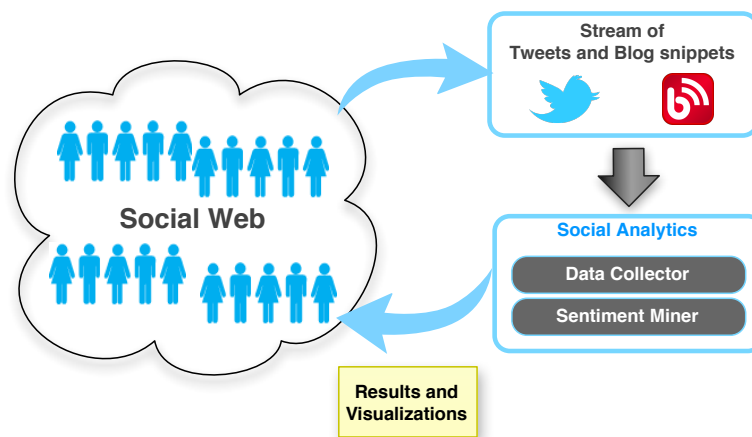 Stream of
Tweets and Blog snippets
b
Social Web
Social Analytics
Data Collector
Sentiment Miner
Results and
Visualizations